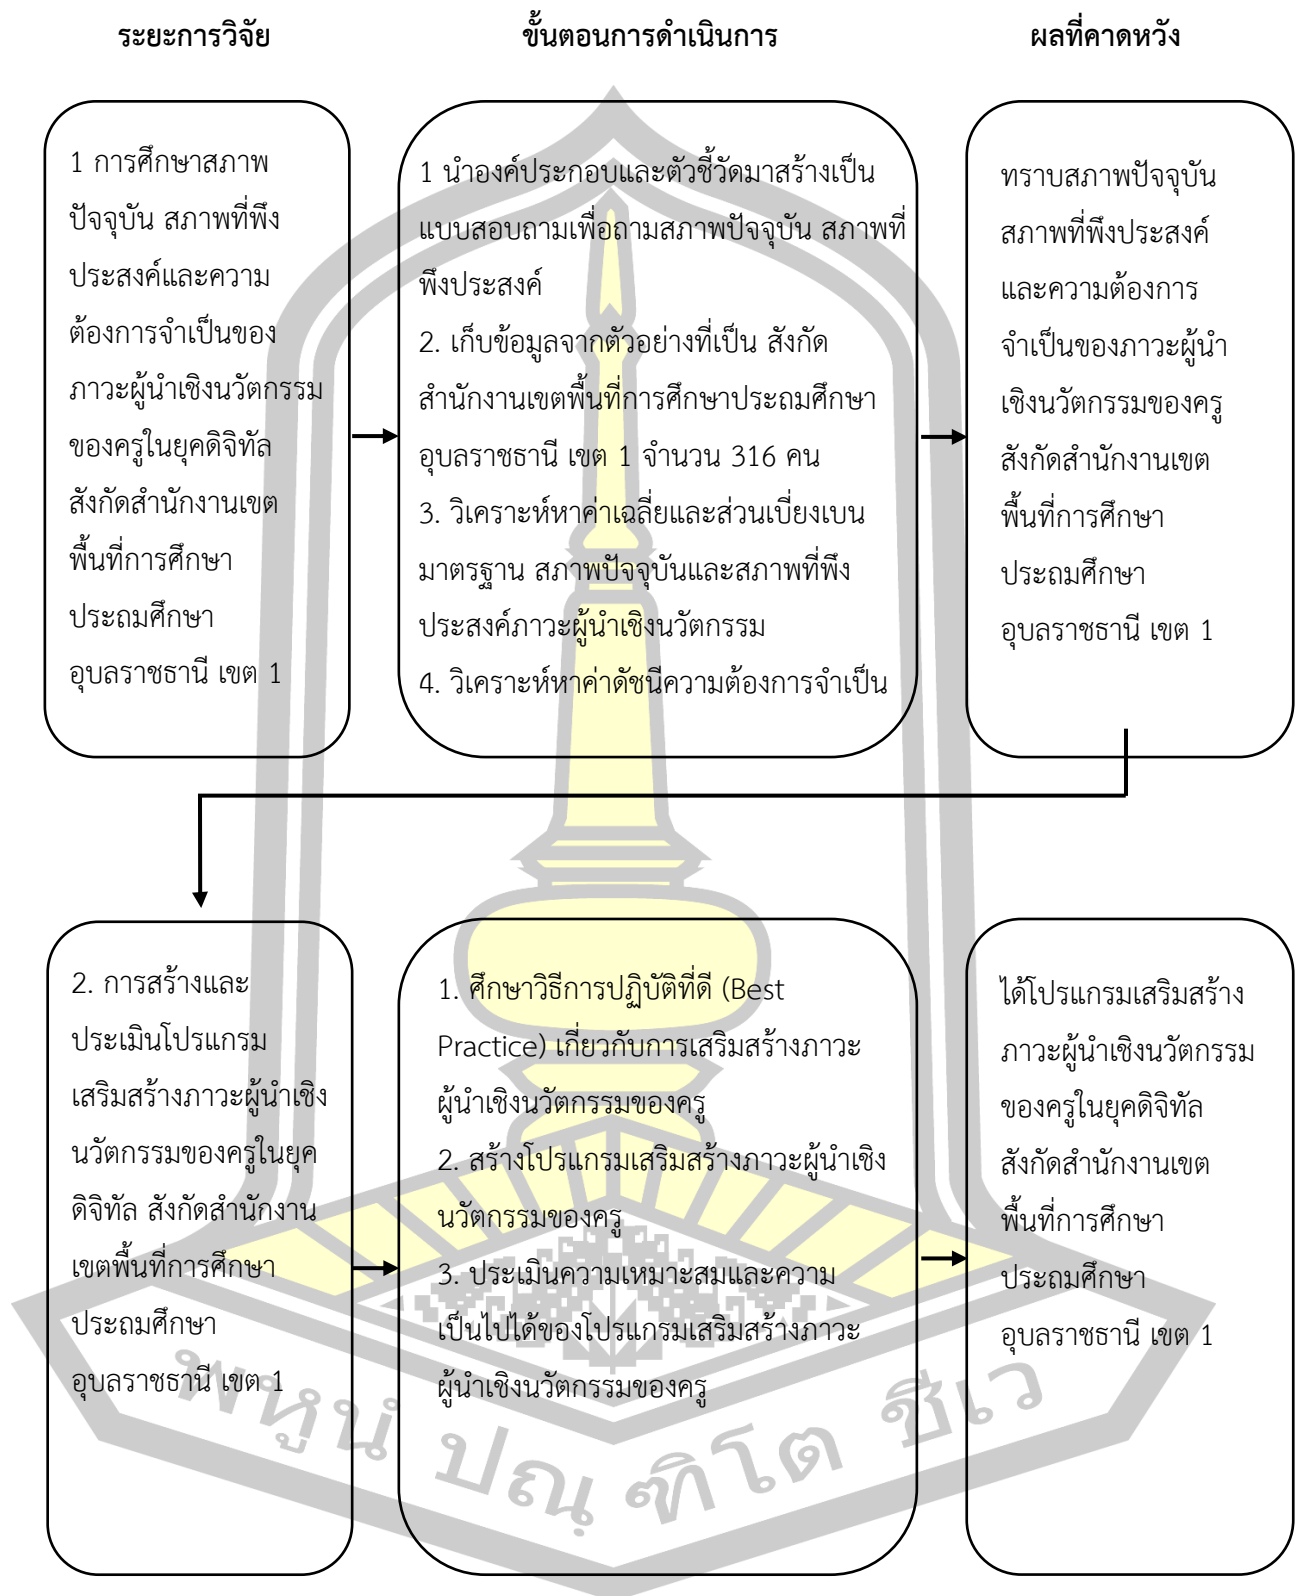 ระยะการวิจัย
ขั้นตอนการดำเนินการ
ผลที่คาดหวัง
1 การศึกษาสภาพ
ปัจจุบัน สภาพที่พึง
ประสงค์และความ
ต้องการจำเป็นของ
ภาวะผู้นำเชิงนวัตกรรม
ของครูในยุคดิจิทัล
สังกัดสำนักงานเขต
พื้นที่การศึกษา
ประถมศึกษา
อุบลราชธานี เขต 1
1 นำองค์ประกอบและตัวชี้วัดมาสร้างเป็น
แบบสอบถามเพื่อถามสภาพปัจจุบัน สภาพที่
พึงประสงค์
2. เก็บข้อมูลจากตัวอย่างที่เป็น สังกัด
สำนักงานเขตพื้นที่การศึกษาประถมศึกษา
อุบลราชธานี เขต 1 จำนวน 316 คน
3. วิเคราะห์หาค่าเฉลี่ยและส่วนเบี่ยงเบน
มาตรฐาน สภาพปัจจุบันและสภาพที่พึง
ประสงค์ภาวะผู้นำเชิงนวัตกรรม
4. วิเคราะห์หาค่าดัชนีความต้องการจำเป็น
ทราบสภาพปัจจุบัน
สภาพที่พึงประสงค์
และความต้องการ
จำเป็นของภาวะผู้นำ
เชิงนวัตกรรมของครู
สังกัดสำนักงานเขต
พื้นที่การศึกษา
ประถมศึกษา
อุบลราชธานี เขต 1
2. การสร้างและ
ประเมินโปรแกรม
เสริมสร้างภาวะผู้นำเชิง
นวัตกรรมของครูในยุค
ดิจิทัล สังกัดสำนักงาน
เขตพื้นที่การศึกษา
ประถมศึกษา
อุบลราชธานี เขต 1
1. ศึกษาวิธีการปฏิบัติที่ดี (Best
Practice) เกี่ยวกับการเสริมสร้างภาวะ
ผู้นำเชิงนวัตกรรมของครู
2. สร้างโปรแกรมเสริมสร้างภาวะผู้นำเชิง
นวัตกรรมของครู
3. ประเมินความเหมาะสมและความ
เป็นไปได้ของโปรแกรมเสริมสร้างภาวะ
ผู้นำเชิงนวัตกรรมของครู
ได้โปรแกรมเสริมสร้าง
ภาวะผู้นำเชิงนวัตกรรม
ของครูในยุคดิจิทัล
สังกัดสำนักงานเขต
พื้นที่การศึกษา
ประถมศึกษา
อุบลราชธานี เขต 1
พหูนํ ปณฺฑิโต ชีเว